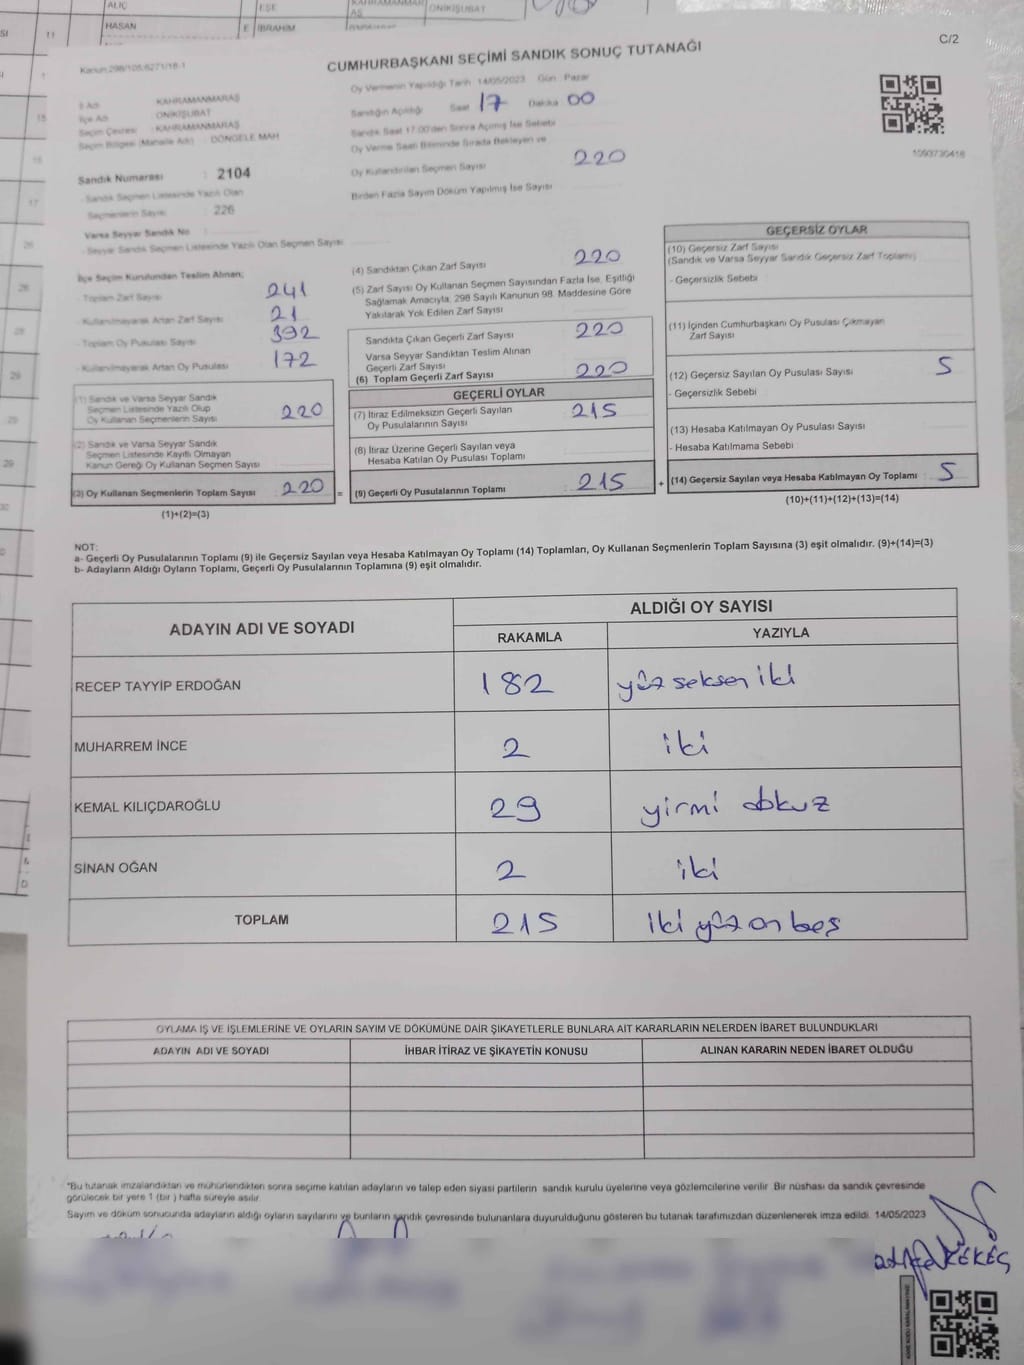 ALIÇ
EŞE
ONİKİŞUBAT
11
HASAN
E
İBRAHİM
C/2
Kanun:298/105;6271/18-1
CUMHURBAŞKANI SEÇİMİ SANDIK SONUÇ TUTANAĞI
Oy Vermenin Yapıldığı Tarih 14/05/2023 Gün : Pazar
İl Adı KAHRAMANMARAŞ
İlçe Adı ONİKİŞUBAT
Seçim Çevresi : KAHRAMANMARAŞ
Seçim Bölgesi (Mahalle Adı) : DÖNGELE MAH
Sandığın Açıldığı Saat 17 Dakika 00
Sandık Saat 17:00'den Sonra Açılmış İse Sebebi
Oy Verme Saati Bitiminde Sırada Bekleyen ve
Oy Kullandırılan Seçmen Sayısı 220
Birden Fazla Sayım Döküm Yapılmış İse Sayısı
1093730418
Sandık Numarası : 2104
- Sandık Seçmen Listesinde Yazılı Olan
Seçmenlerin Sayısı : 226
Varsa Seyyar Sandık No :
- Seyyar Sandık Seçmen Listesinde Yazılı Olan Seçmen Sayısı
İlçe Seçim Kurulundan Teslim Alınan;
- Toplam Zarf Sayısı 241
- Kullanılmayarak Artan Zarf Sayısı 21
- Toplam Oy Pusulası Sayısı 392
- Kullanılmayarak Artan Oy Pusulası 172
(1) Sandık ve Varsa Seyyar Sandık
Seçmen Listesinde Yazılı Olup
Oy Kullanan Seçmenlerin Sayısı 220
(2) Sandık ve Varsa Seyyar Sandık
Seçmen Listesinde Kayıtlı Olmayan
Kanun Gereği Oy Kullanan Seçmen Sayısı
(3) Oy Kullanan Seçmenlerin Toplam Sayısı 220 =
(1)+(2)=(3)
(4) Sandıktan Çıkan Zarf Sayısı 220
(5) Zarf Sayısı Oy Kullanan Seçmen Sayısından Fazla İse, Eşitliği
Sağlamak Amacıyla, 298 Sayılı Kanunun 98. Maddesine Göre
Yakılarak Yok Edilen Zarf Sayısı
Sandıkta Çıkan Geçerli Zarf Sayısı 220
Varsa Seyyar Sandıktan Teslim Alınan
Geçerli Zarf Sayısı
(6) Toplam Geçerli Zarf Sayısı 220
GEÇERLİ OYLAR
(7) İtiraz Edilmeksizin Geçerli Sayılan
Oy Pusulalarının Sayısı 215
(8) İtiraz Üzerine Geçerli Sayılan veya
Hesaba Katılan Oy Pusulası Toplamı
(9) Geçerli Oy Pusulalarının Toplamı 215 +
GEÇERSİZ OYLAR
(10) Geçersiz Zarf Sayısı
(Sandık ve Varsa Seyyar Sandık Geçersiz Zarf Toplamı)
- Geçersizlik Sebebi
(11) İçinden Cumhurbaşkanı Oy Pusulası Çıkmayan
Zarf Sayısı
(12) Geçersiz Sayılan Oy Pusulası Sayısı 5
- Geçersizlik Sebebi
(13) Hesaba Katılmayan Oy Pusulası Sayısı
- Hesaba Katılmama Sebebi
(14) Geçersiz Sayılan veya Hesaba Katılmayan Oy Toplamı 5
(10)+(11)+(12)+(13)=(14)
NOT:
a- Geçerli Oy Pusulalarının Toplamı (9) ile Geçersiz Sayılan veya Hesaba Katılmayan Oy Toplamı (14) Toplamları, Oy Kullanan Seçmenlerin Toplam Sayısına (3) eşit olmalıdır. (9)+(14)=(3)
b- Adayların Aldığı Oyların Toplamı, Geçerli Oy Pusulalarının Toplamına (9) eşit olmalıdır.
ADAYIN ADI VE SOYADI
ALDIĞI OY SAYISI
RAKAMLA YAZIYLA
RECEP TAYYİP ERDOĞAN 182 yüz seksen iki
MUHARREM İNCE 2 iki
KEMAL KILIÇDAROĞLU 29 yirmi dokuz
SİNAN OĞAN 2 iki
TOPLAM 215 iki yüz on beş
OYLAMA İŞ VE İŞLEMLERİNE VE OYLARIN SAYIM VE DÖKÜMÜNE DAİR ŞİKAYETLERLE BUNLARA AİT KARARLARIN NELERDEN İBARET BULUNDUKLARI
ADAYIN ADI VE SOYADI İHBAR İTİRAZ VE ŞİKAYETİN KONUSU ALINAN KARARIN NEDEN İBARET OLDUĞU
"Bu tutanak imzalandıktan ve mühürlendikten sonra seçime katılan adayların ve talep eden siyasi partilerin sandık kurulu üyelerine veya gözlemcilerine verilir. Bir nüshası da sandık çevresinde
görülecek bir yere 1 (bir ) hafta süreyle asılır.
Sayım ve döküm sonucunda adayların aldığı oyların sayılarını ve bunların sandık çevresinde bulunanlara duyurulduğunu gösteren bu tutanak tarafımızdan düzenlenerek imza edildi. 14/05/2023
KEKEÇ